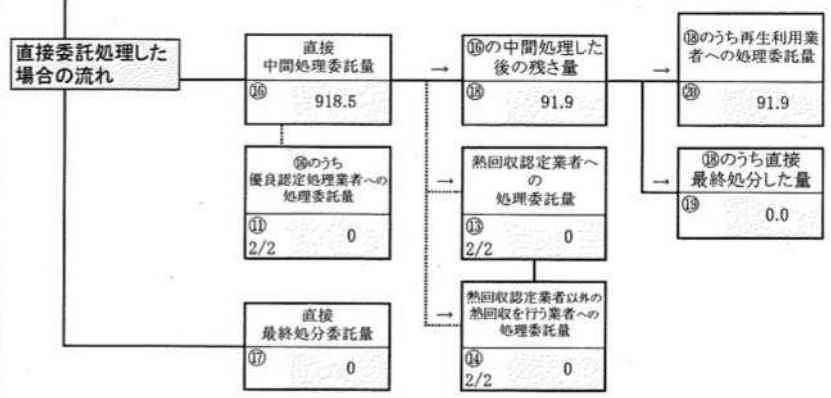 直接委託処理した
場合の流れ
直接
中間処理委託量
⑯
918.5
→
⑯の中間処理した
後の残さ量
⑱
91.9
→
⑱のうち再生利用業
者への処理委託量
⑳
91.9
⑯のうち
優良認定処理業者への
処理委託量
⑪
2/2
0
→
熱回収認定業者へ
の
処理委託量
⑬
2/2
0
→
⑱のうち直接
最終処分した量
⑲
0.0
直接
最終処分委託量
⑰
0
→
熱回収認定業者以外の
熱回収を行う業者への
処理委託量
⑭
2/2
0